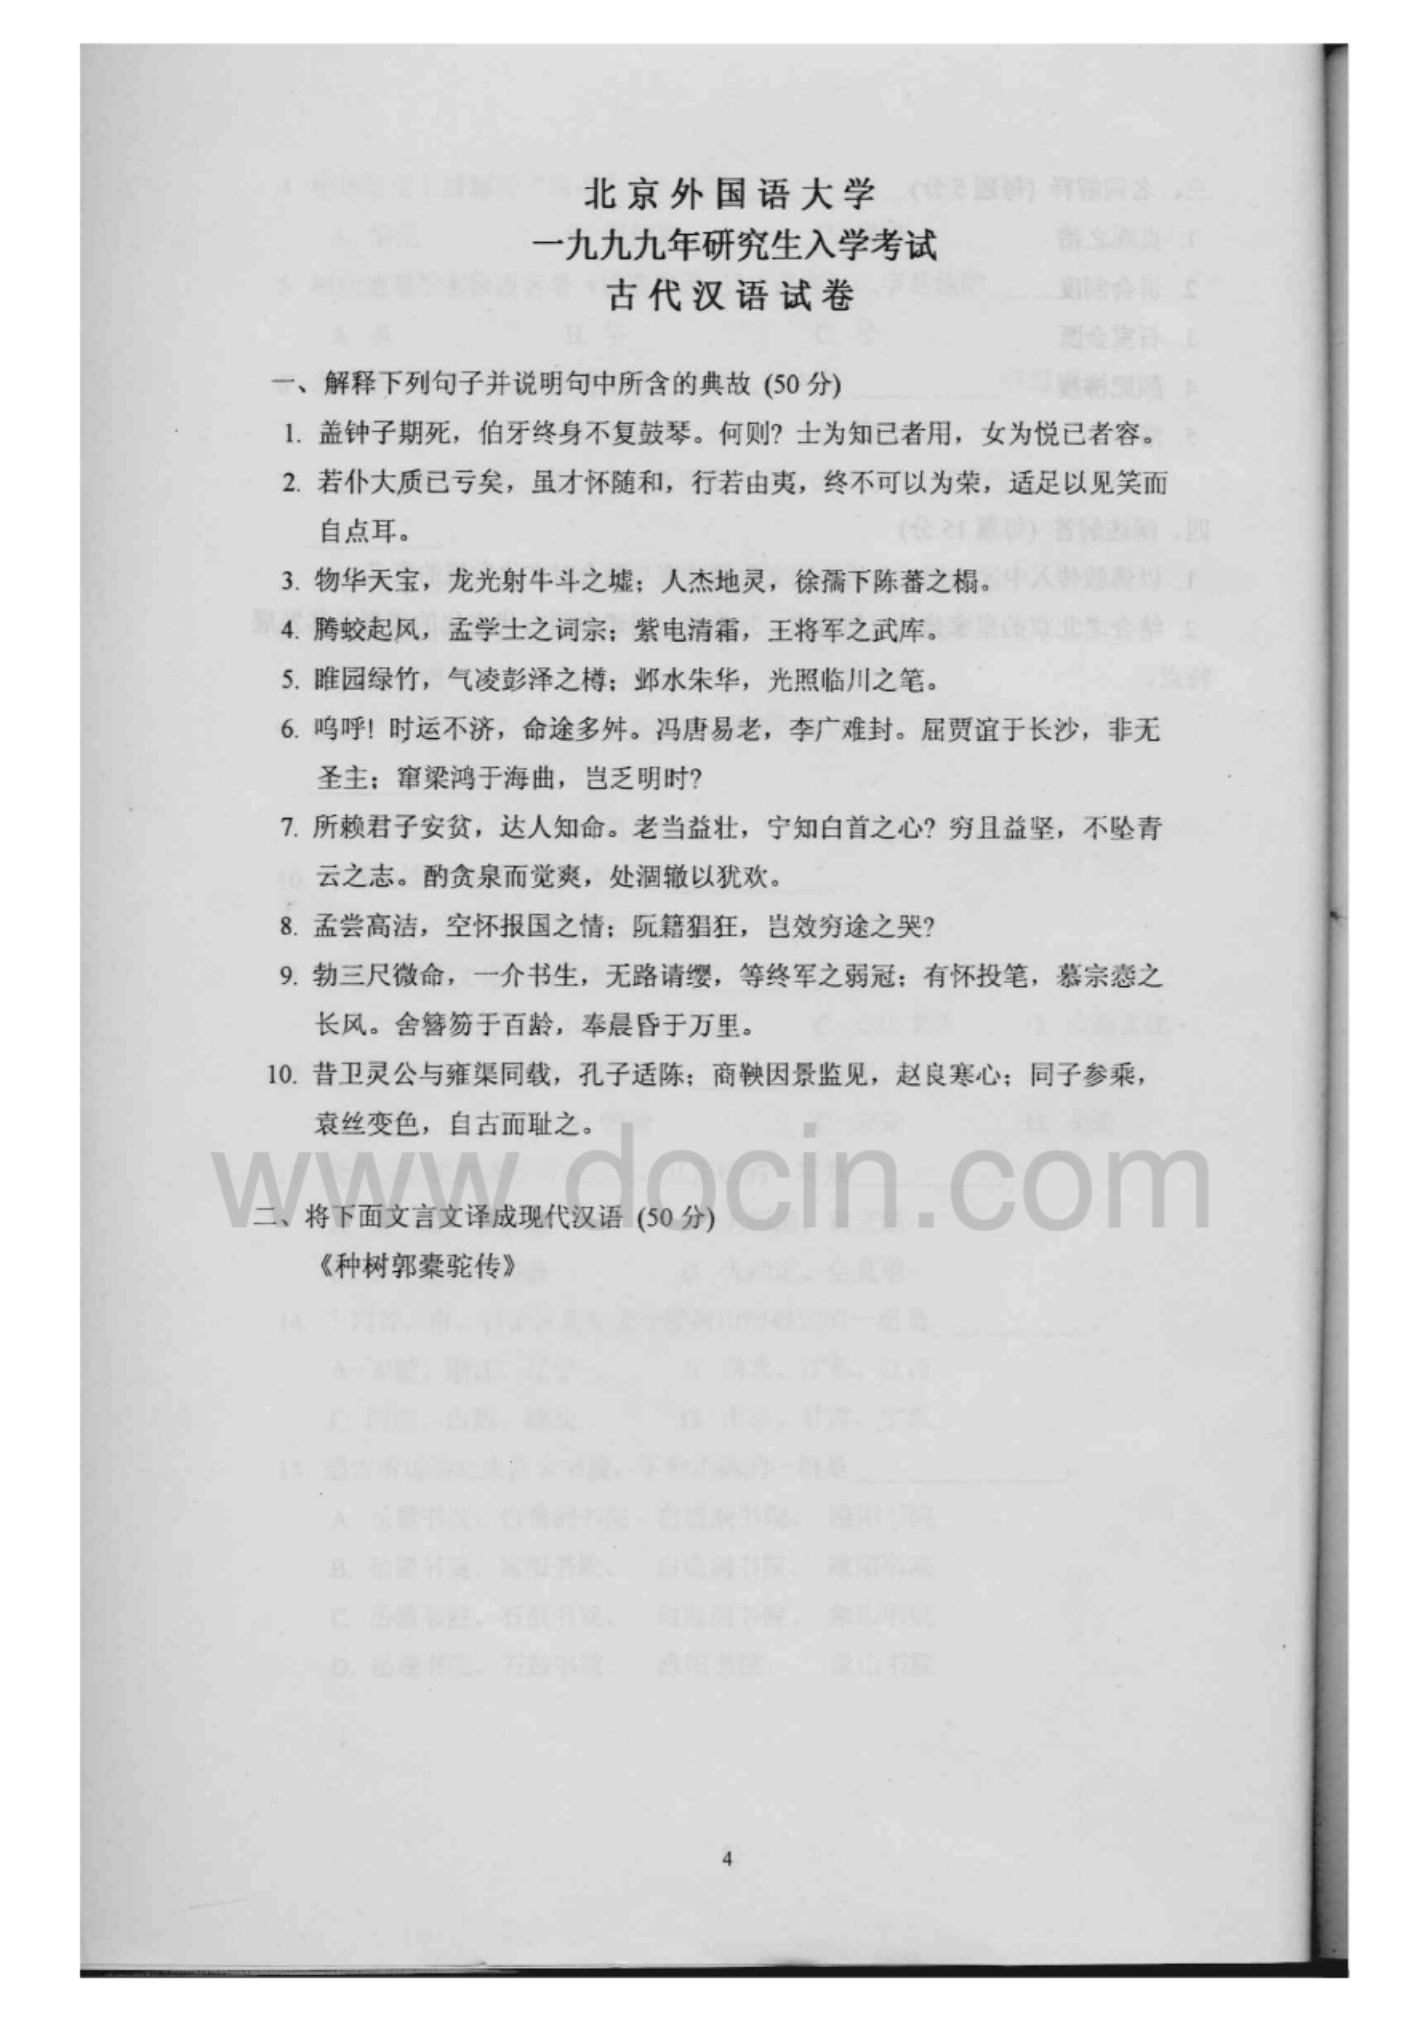 北京外国语大学
一九九九年研究生入学考试
古代汉语试卷
一、解释下列句子并说明句中所含的典故 (50 分)
1. 盖钟子期死，伯牙终身不复鼓琴。何则？士为知已者用，女为悦已者容。
2. 若仆大质已亏矣，虽才怀随和，行若由夷，终不可以为荣，适足以见笑而
自点耳。
3. 物华天宝，龙光射牛斗之墟；人杰地灵，徐孺下陈蕃之榻。
4. 腾蛟起风，孟学士之词宗；紫电清霜，王将军之武库。
5. 睢园绿竹，气凌彭泽之樽；邺水朱华，光照临川之笔。
6. 呜呼！时运不济，命途多舛。冯唐易老，李广难封。屈贾谊于长沙，非无
圣主；窜梁鸿于海曲，岂乏明时？
7. 所赖君子安贫，达人知命。老当益壮，宁知白首之心？穷且益坚，不坠青
云之志。酌贪泉而觉爽，处涸辙以犹欢。
8. 孟尝高洁，空怀报国之情；阮籍猖狂，岂效穷途之哭？
9. 勃三尺微命，一介书生，无路请缨，等终军之弱冠；有怀投笔，慕宗悫之
长风。舍簪笏于百龄，奉晨昏于万里。
10. 昔卫灵公与雍渠同载，孔子适陈；商鞅因景监见，赵良寒心；同子参乘，
袁丝变色，自古而耻之。
www.docin.com
二、将下面文言文译成现代汉语 (50 分)
《种树郭橐驼传》
4